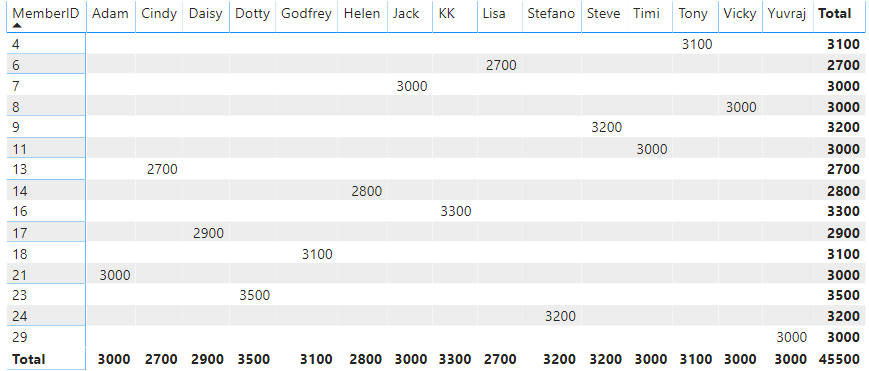 MemberID Adam Cindy Daisy Dotty Godfrey Helen Jack KK Lisa Stefano Steve Timi Tony Vicky Yuvraj Total
4 3100 3100
6 2700 2700
7 3000 3000
8 3000 3000
9 3200 3200
11 3000 3000
13 2700 2700
14 2800 2800
16 3300 3300
17 2900 2900
18 3100 3100
21 3000 3000
23 3500 3500
24 3200 3200
29 3000 3000
Total 3000 2700 2900 3500 3100 2800 3000 3300 2700 3200 3200 3000 3100 3000 3000 45500